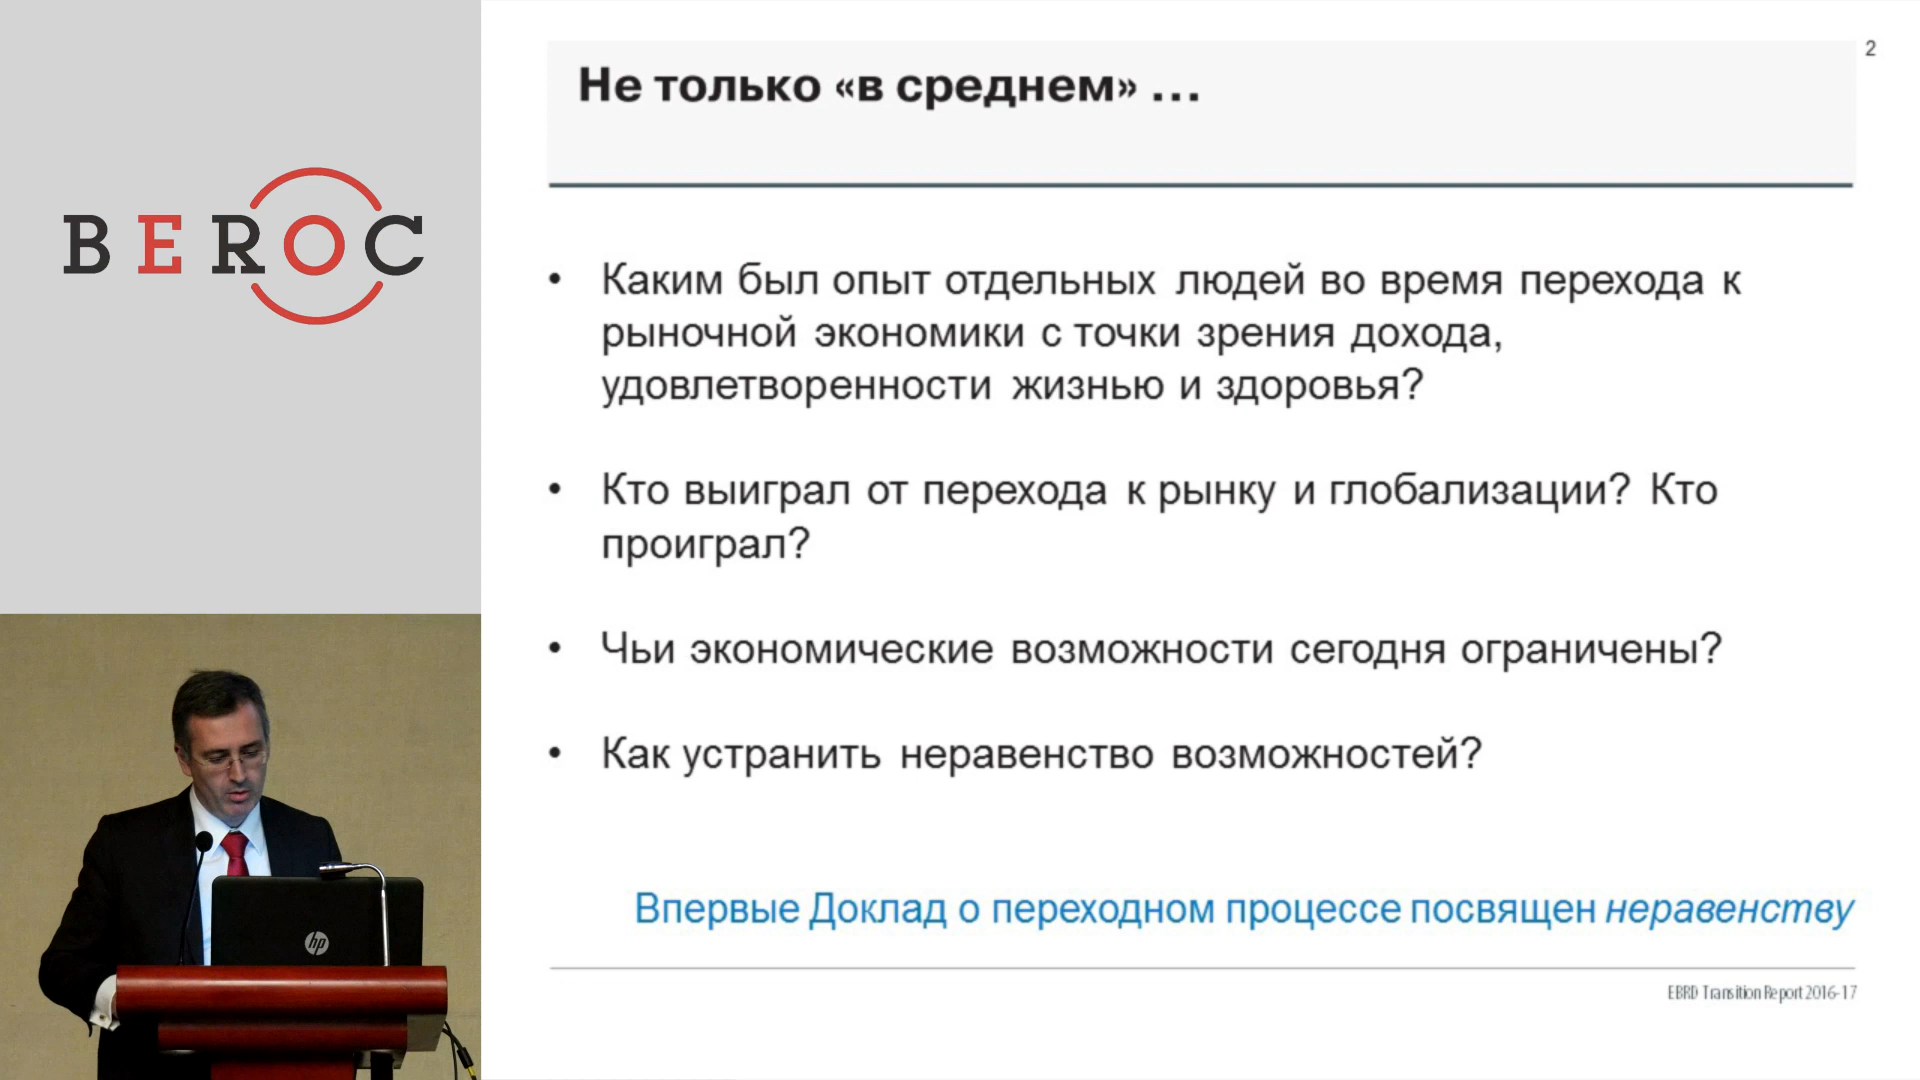 BEROC
2
Не только «в среднем» ...
• Каким был опыт отдельных людей во время перехода к
рыночной экономики с точки зрения дохода,
удовлетворенности жизнью и здоровья?
• Кто выиграл от перехода к рынку и глобализации? Кто
проиграл?
• Чьи экономические возможности сегодня ограничены?
• Как устранить неравенство возможностей?
Впервые Доклад о переходном процессе посвящен неравенству
EBRD Transition Report 2016-17
hp